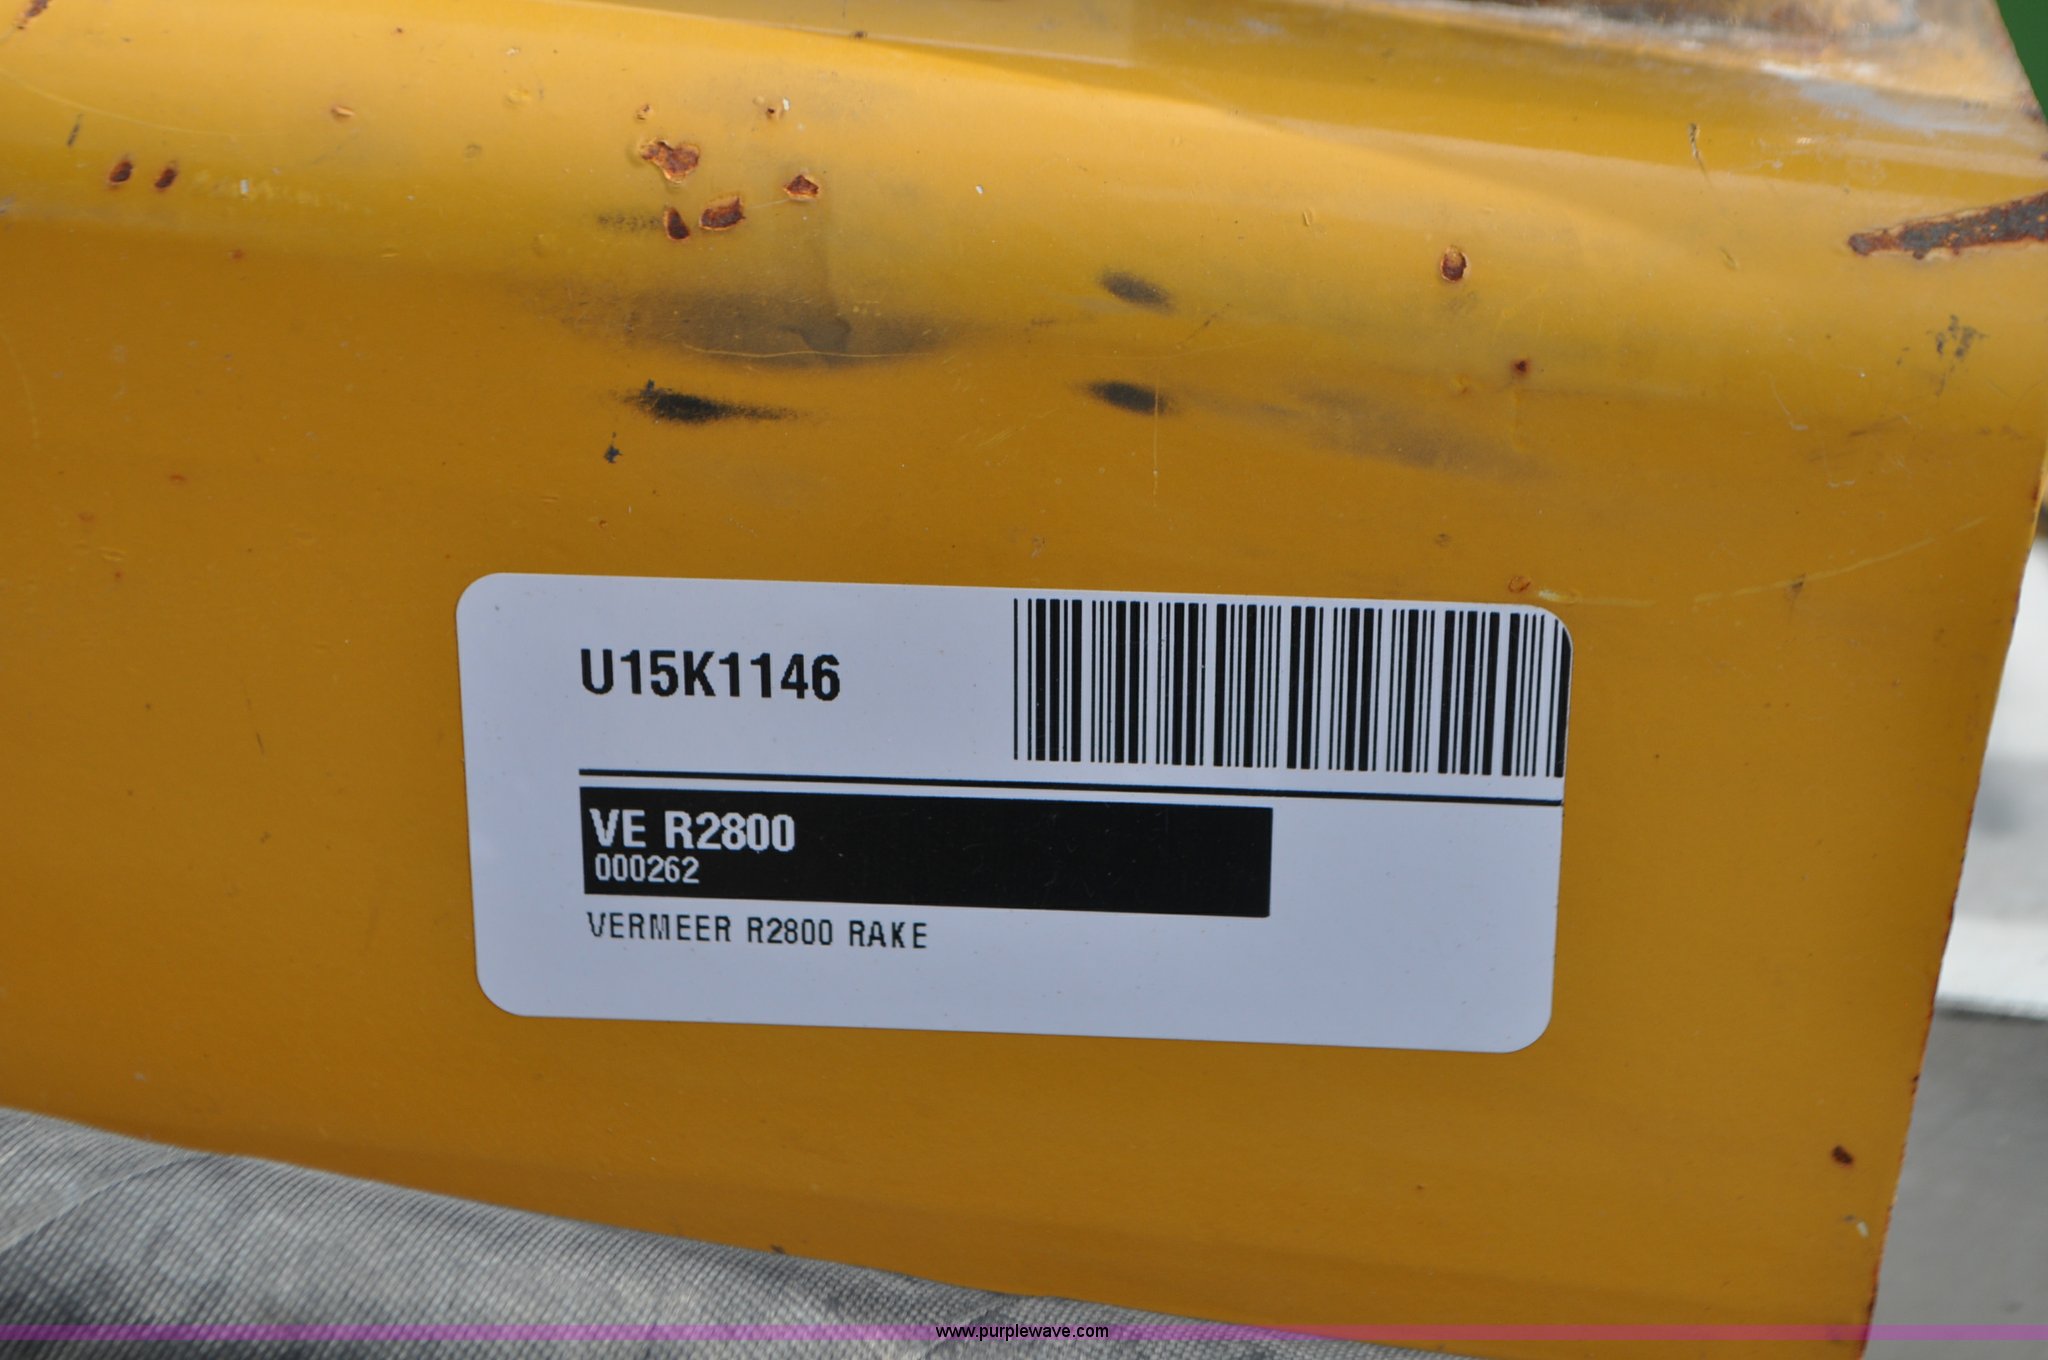 U15K1146
VE R2800
000262
VERMEER R2800 RAKE
www.purplewave.com